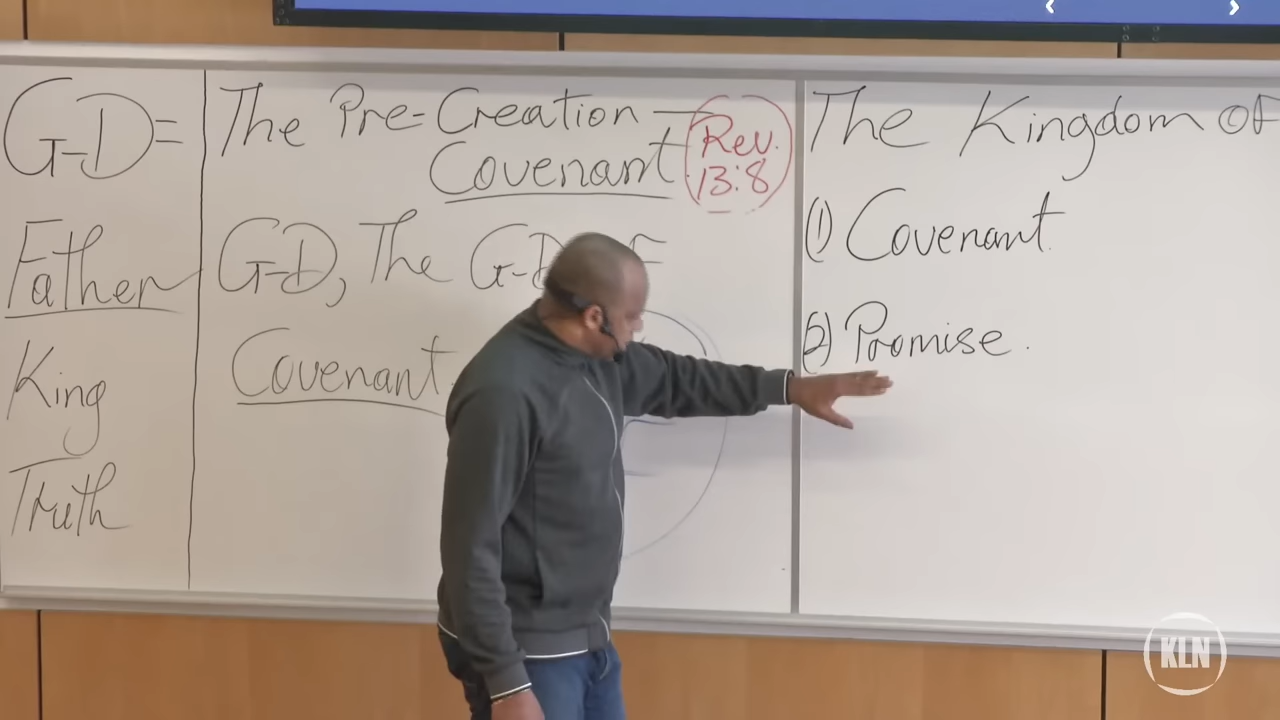 G-D=
Father
King
Truth
The Pre-Creation
Covenant
Rev.
13:8
G-D, The G-D
Covenant
The Kingdom OF
(1) Covenant
(2) Promise.
KLN